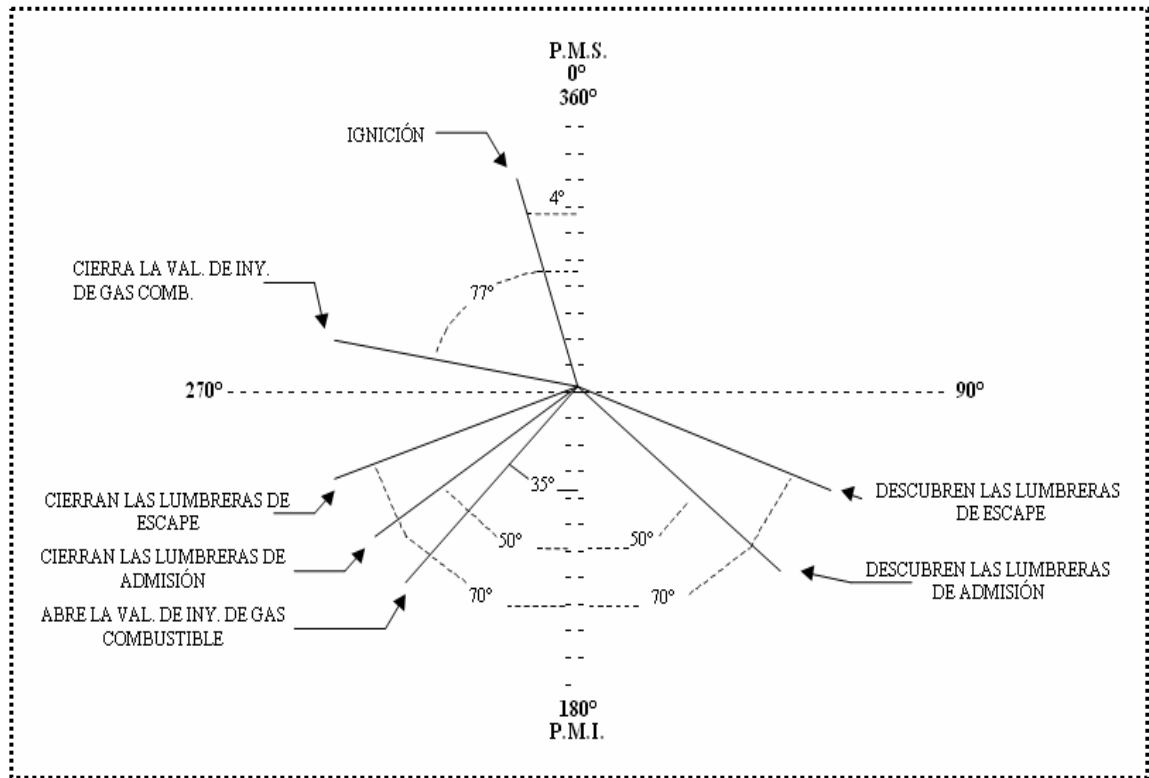 P.M.S.
0°
360°
IGNICIÓN
4°
CIERRA LA VAL. DE INY.
DE GAS COMB.
77°
270°
90°
35°
CIERRAN LAS LUMBRERAS DE
ESCAPE
DESCUBREN LAS LUMBRERAS
DE ESCAPE
50°
50°
CIERRAN LAS LUMBRERAS DE
ADMISIÓN
DESCUBREN LAS LUMBRERAS
DE ADMISIÓN
70°
70°
ABRE LA VAL. DE INY. DE GAS
COMBUSTIBLE
180°
P.M.I.